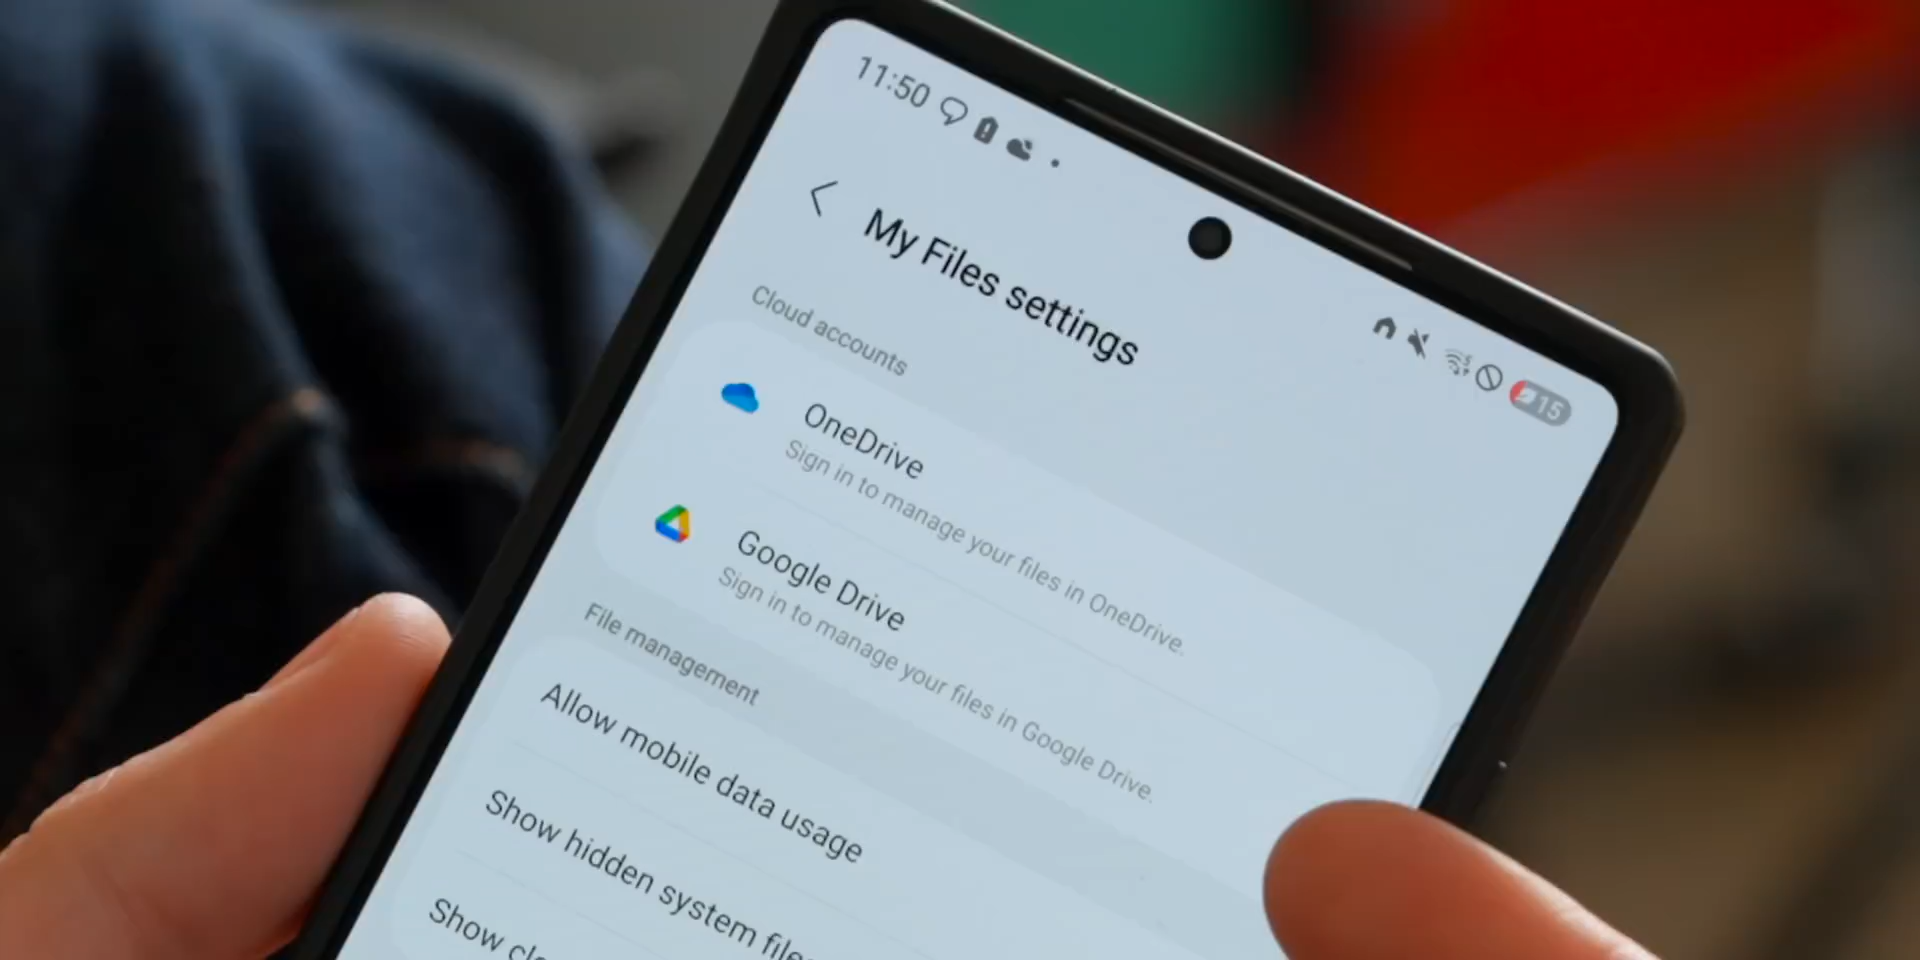 11:50
15
My Files settings
Cloud accounts
OneDrive
Sign in to manage your files in OneDrive.
Google Drive
Sign in to manage your files in Google Drive.
File management
Allow mobile data usage
Show hidden system
Show